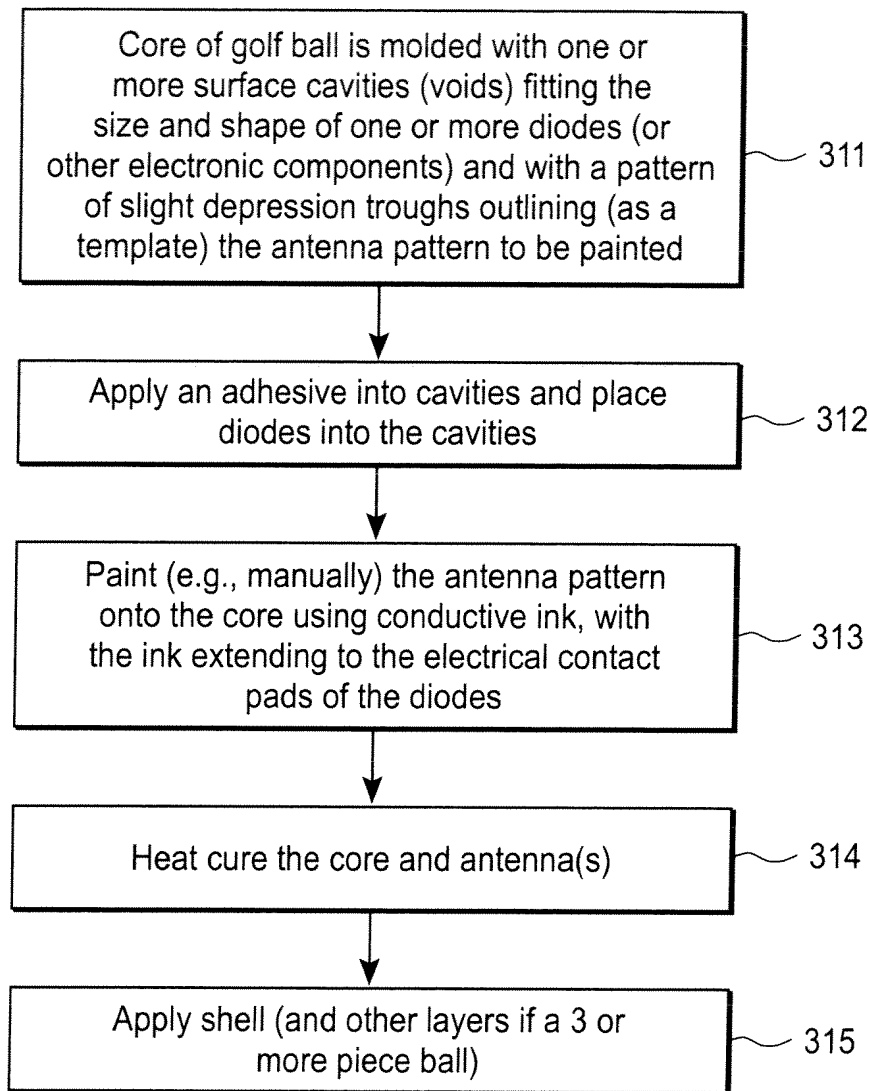 Core of golf ball is molded with one or
more surface cavities (voids) fitting the
size and shape of one or more diodes (or
other electronic components) and with a pattern
of slight depression troughs outlining (as a
template) the antenna pattern to be painted
311
Apply an adhesive into cavities and place
diodes into the cavities
312
Paint (e.g., manually) the antenna pattern
onto the core using conductive ink, with
the ink extending to the electrical contact
pads of the diodes
313
Heat cure the core and antenna(s)
314
Apply shell (and other layers if a 3 or
more piece ball)
315